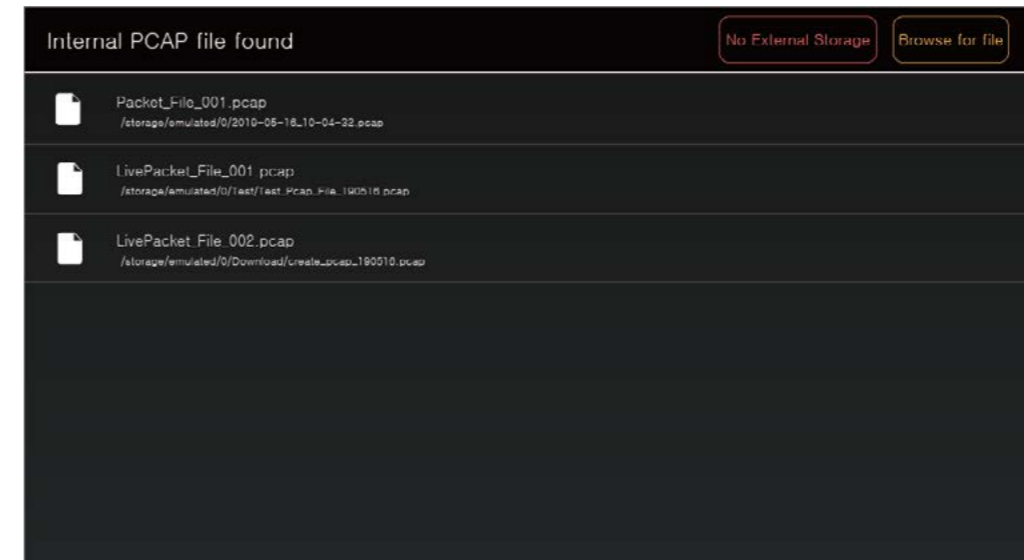 Internal PCAP file found
No External Storage
Browse for file
Packet_File_001.pcap
/storage/emulated/0/2019-05-16_10-04-32.pcap
LivePacket_File_001.pcap
/storage/emulated/0/Test/Test_Pcap_File_190516.pcap
LivePacket_File_002.pcap
/storage/emulated/0/Download/create_pcap_190516.pcap